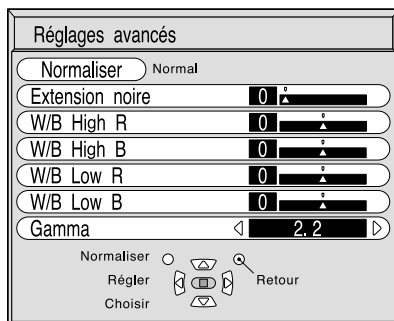 Réglages avancés
Normaliser Normal
Extension noire 0
W/B High R 0
W/B High B 0
W/B Low R 0
W/B Low B 0
Gamma 2.2
Normaliser
Régler Retour
Choisir